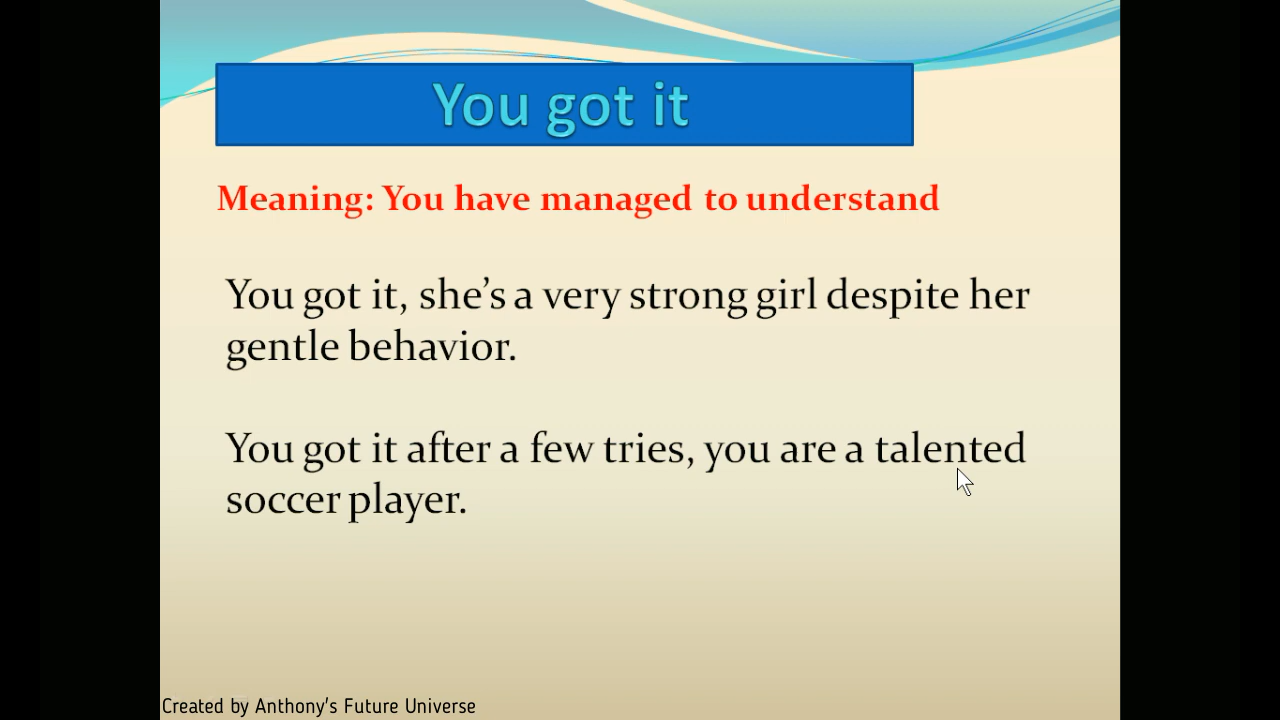 You got it
Meaning: You have managed to understand
You got it, she’s a very strong girl despite her
gentle behavior.
You got it after a few tries, you are a talented
soccer player.
Created by Anthony's Future Universe